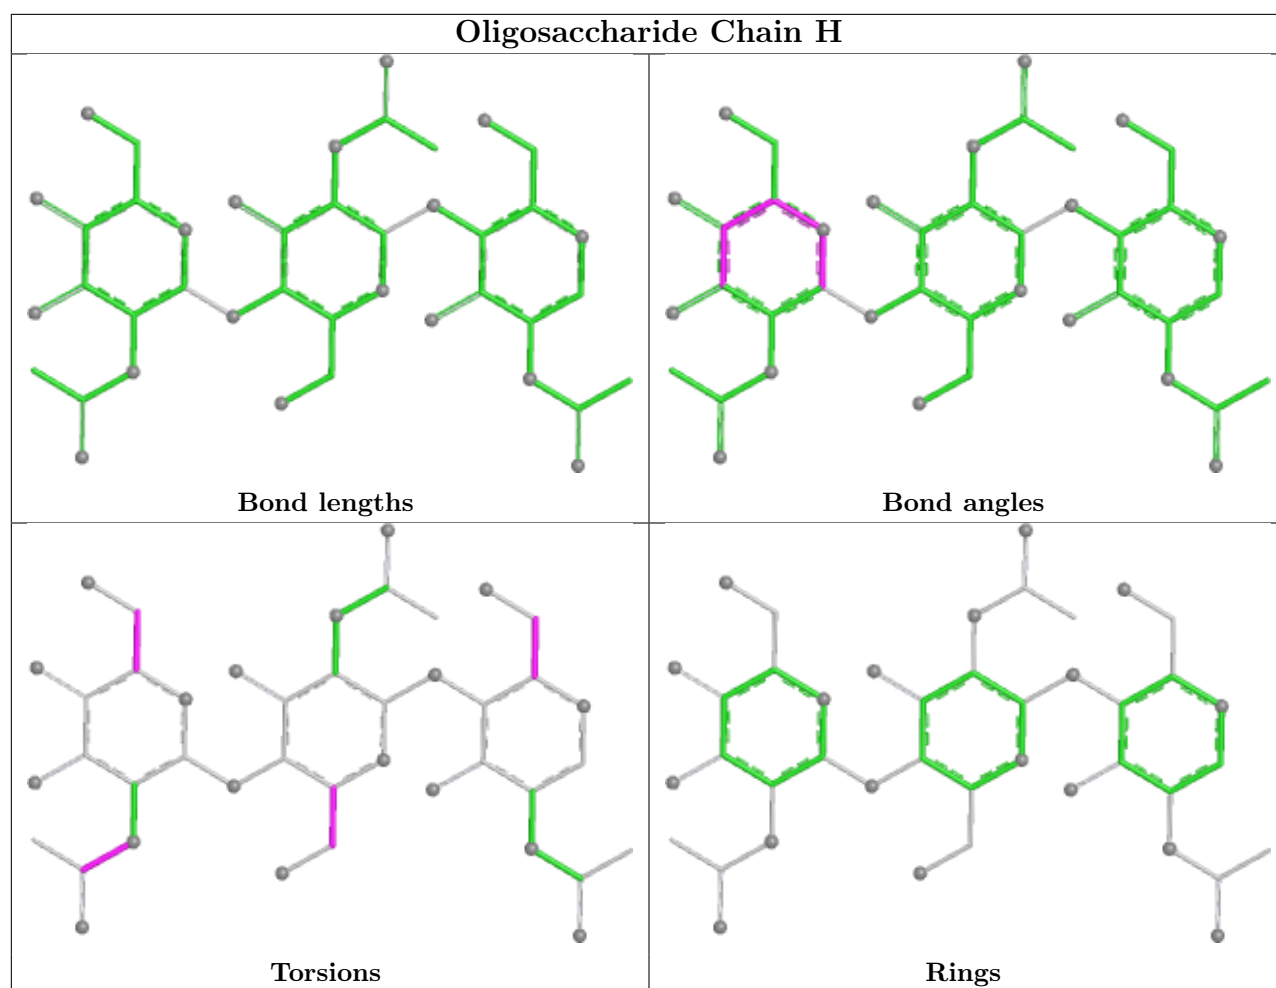 Oligosaccharide Chain H
Bond lengths
Bond angles
Torsions
Rings